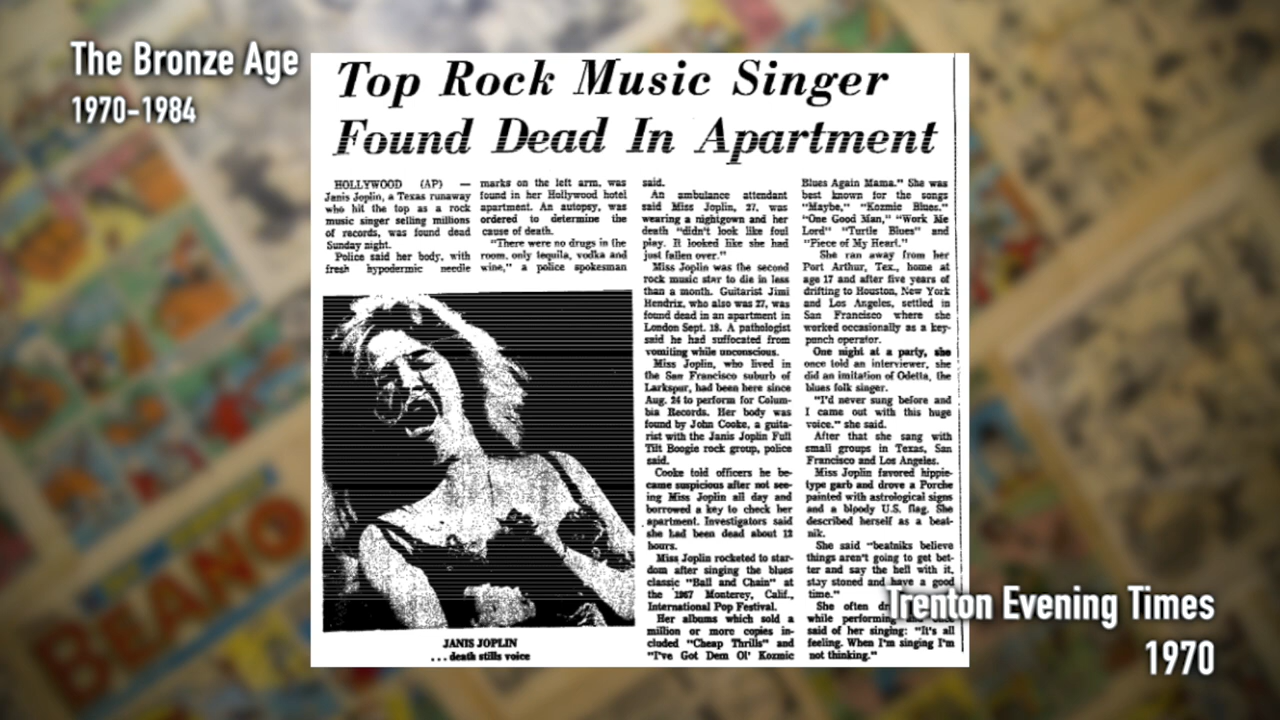 The Bronze Age
1970-1984
Top Rock Music Singer
Found Dead In Apartment
HOLLYWOOD (AP) —
Janis Joplin, a Texas runaway
who hit the top as a rock
music singer selling millions
of records, was found dead
Sunday night.
Police said her body, with
fresh hypodermic needle
marks on the left arm, was
found in her Hollywood hotel
apartment. An autopsy, was
ordered to determine the
cause of death.
"There were no drugs in the
room, only tequila, vodka and
wine," a police spokesman
said.
An ambulance attendant
said Miss Joplin, 27, was
wearing a nightgown and her
death "didn't look like foul
play. It looked like she had
just fallen over."
Miss Joplin was the second
rock music star to die in less
than a month. Guitarist Jimi
Hendrix, who also was 27, was
found dead in an apartment in
London Sept. 18. A pathologist
said he had suffocated from
vomiting while unconscious.
Miss Joplin, who lived in
the San Francisco suburb of
Larkspur, had been here since
Aug. 24 to perform for Colum-
bia Records. Her body was
found by John Cooke, a guita-
rist with the Janis Joplin Full
Tilt Boogie rock group, police
said.
Cooke told officers he be-
came suspicious after not see-
ing Miss Joplin all day and
borrowed a key to check her
apartment. Investigators said
she had been dead about 12
hours.
Miss Joplin rocketed to star-
dom after singing the blues
classic "Ball and Chain" at
the 1967 Monterey, Calif.,
International Pop Festival.
Her albums which sold a
million or more copies in-
cluded "Cheap Thrills" and
"I've Got Dem Ol' Kozmic
Blues Again Mama." She was
best known for the songs
"Maybe," "Kozmic Blues."
"One Good Man," "Work Me
Lord" "Turtle Blues" and
"Piece of My Heart."
She ran away from her
Port Arthur, Tex., home at
age 17 and after five years of
drifting to Houston, New York
and Los Angeles, settled in
San Francisco where she
worked occasionally as a key-
punch operator.
One night at a party, she
once told an interviewer, she
did an imitation of Odetta, the
blues folk singer.
"I'd never sung before and
I came out with this huge
voice." she said.
After that she sang with
small groups in Texas, San
Francisco and Los Angeles.
Miss Joplin favored hippie-
type garb and drove a Porche
painted with astrological signs
and a bloody U.S. flag. She
described herself as a beat-
nik.
She said "beatniks believe
things aren't going to get bet-
ter and say the hell with it,
stay stoned and have a good
time."
She often
while performing
said of her singing: "It's all
feeling. When I'm singing I'm
not thinking."
JANIS JOPLIN
. . . death stills voice
Trenton Evening Times
1970
BEANO